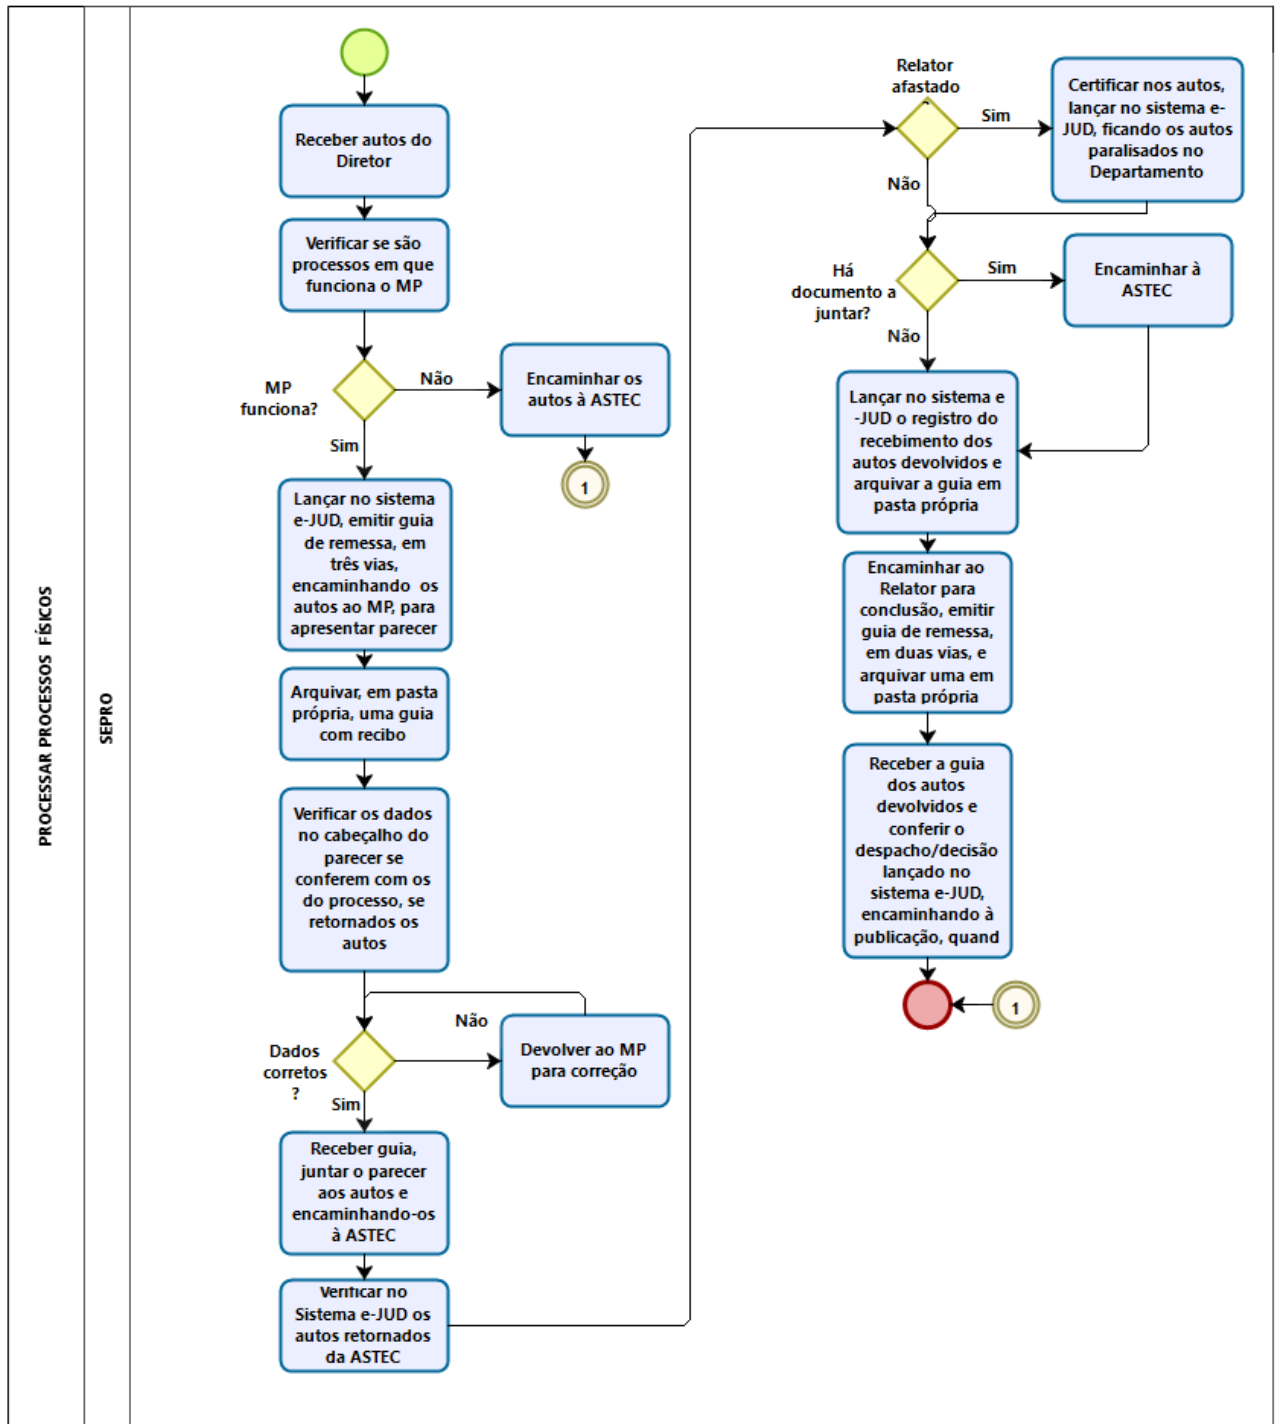 PROCESSAR PROCESSOS FÍSICOS
SEPRO
Receber autos do
Diretor
Verificar se são
processos em que
funciona o MP
MP
funciona?
Não
Encaminhar os
autos à ASTEC
1
Sim
Lançar no sistema
e-JUD, emitir guia
de remessa, em
três vias,
encaminhando os
autos ao MP, para
apresentar parecer
Arquivar, em pasta
própria, uma guia
com recibo
Verificar os dados
no cabeçalho do
parecer se
conferem com os
do processo, se
retornados os
autos
Dados
corretos
?
Não
Devolver ao MP
para correção
Sim
Receber guia,
juntar o parecer
aos autos e
encaminhando-os
à ASTEC
Verificar no
Sistema e-JUD os
autos retornados
da ASTEC
Relator
afastado
Sim
Certificar nos autos,
lançar no sistema e-
JUD, ficando os autos
paralisados no
Departamento
Não
Há
documento a
juntar?
Sim
Encaminhar à
ASTEC
Não
Lançar no sistema e
-JUD o registro do
recebimento dos
autos devolvidos e
arquivar a guia em
pasta própria
Encaminhar ao
Relator para
conclusão, emitir
guia de remessa,
em duas vias, e
arquivar uma em
pasta própria
Receber a guia
dos autos
devolvidos e
conferir o
despacho/decisão
lançado no
sistema e-JUD,
encaminhando à
publicação, quand
1